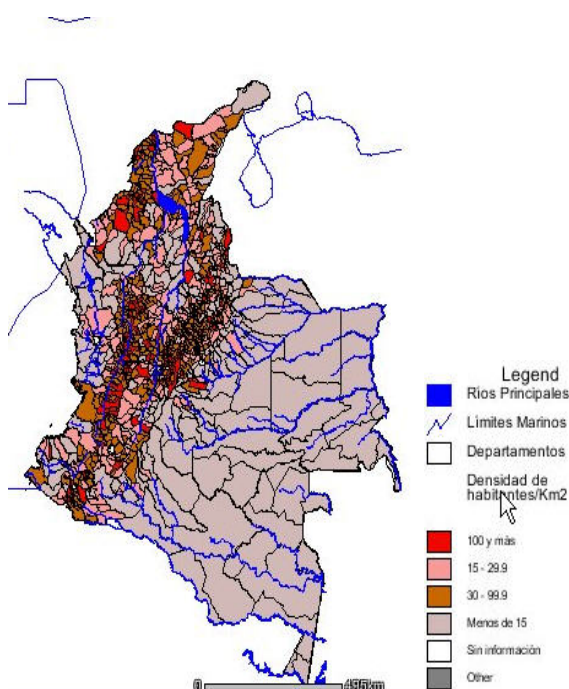 Legend
Ríos Principales
Límites Marinos
Departamentos
Densidad de
habitantes/Km2
100 y más
15 - 29.9
30 - 99.9
Menos de 15
Sin información
Other
0 495km